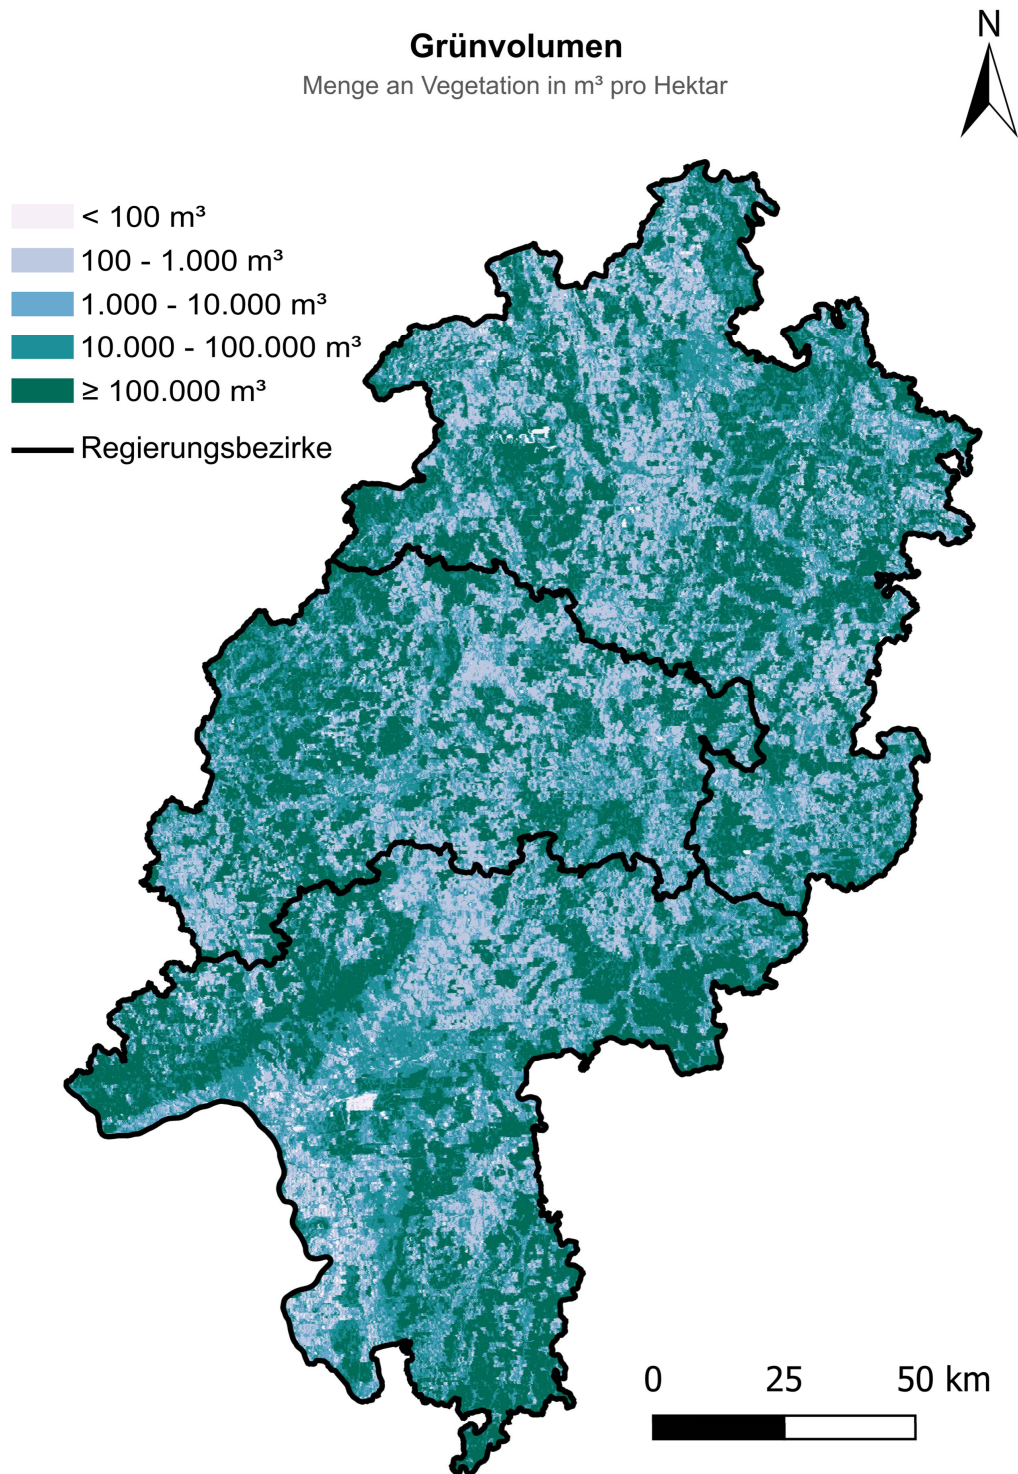 Grünvolumen
Menge an Vegetation in m³ pro Hektar
N
< 100 m³
100 - 1.000 m³
1.000 - 10.000 m³
10.000 - 100.000 m³
≥ 100.000 m³
Regierungsbezirke
0 25 50 km